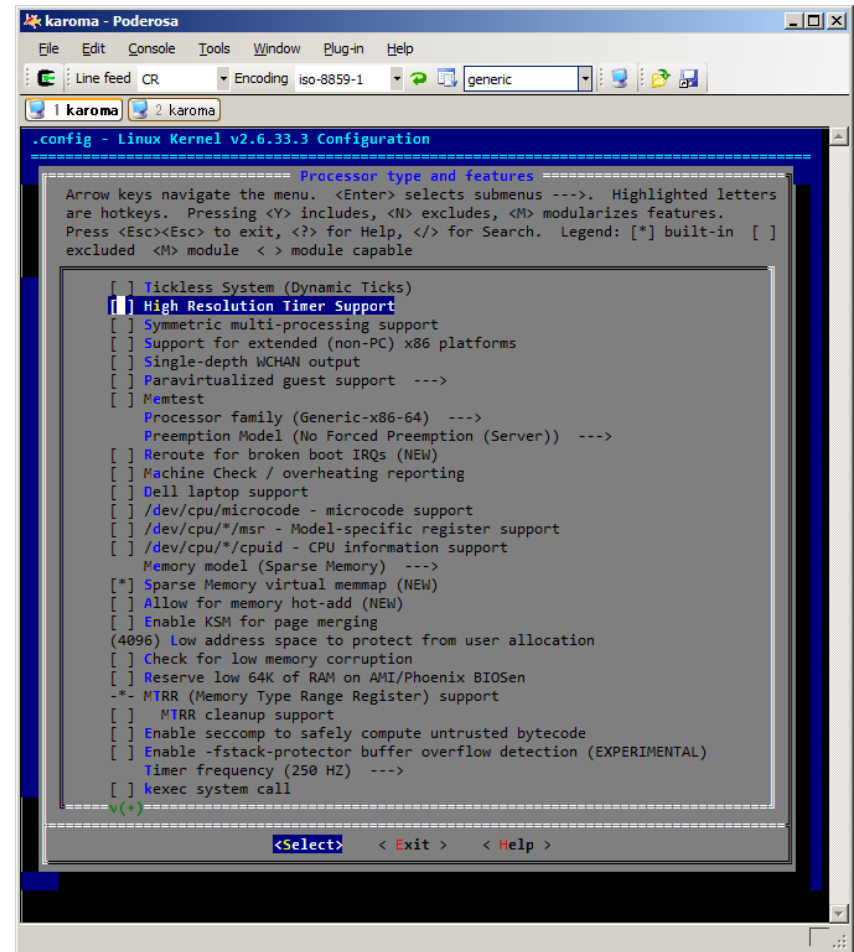 karoma - Poderosa
File Edit Console Tools Window Plug-in Help
Line feed CR Encoding iso-8859-1 generic
1 karoma 2 karoma
.config - Linux Kernel v2.6.33.3 Configuration
Processor type and features
Arrow keys navigate the menu. <Enter> selects submenus --->. Highlighted letters
are hotkeys. Pressing <Y> includes, <N> excludes, <M> modularizes features.
Press <Esc><Esc> to exit, <?> for Help, </> for Search. Legend: [*] built-in [ ]
excluded <M> module < > module capable
[ ] Tickless System (Dynamic Ticks)
[ ] High Resolution Timer Support
[ ] Symmetric multi-processing support
[ ] Support for extended (non-PC) x86 platforms
[ ] Single-depth WCHAN output
[ ] Paravirtualized guest support --->
[ ] Memtest
Processor family (Generic-x86-64) --->
Preemption Model (No Forced Preemption (Server)) --->
[ ] Reroute for broken boot IRQs (NEW)
[ ] Machine Check / overheating reporting
[ ] Dell laptop support
[ ] /dev/cpu/microcode - microcode support
[ ] /dev/cpu/*/msr - Model-specific register support
[ ] /dev/cpu/*/cpuid - CPU information support
Memory model (Sparse Memory) --->
[*] Sparse Memory virtual memmap (NEW)
[ ] Allow for memory hot-add (NEW)
[ ] Enable KSM for page merging
(4096) Low address space to protect from user allocation
[ ] Check for low memory corruption
[ ] Reserve low 64K of RAM on AMI/Phoenix BIOSen
-*- MTRR (Memory Type Range Register) support
[ ] MTRR cleanup support
[ ] Enable seccomp to safely compute untrusted bytecode
[ ] Enable -fstack-protector buffer overflow detection (EXPERIMENTAL)
Timer frequency (250 HZ) --->
[ ] kexec system call
v(+)
<Select> < Exit > < Help >